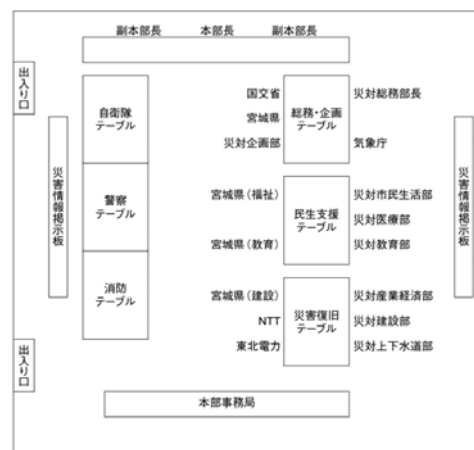 副本部長 本部長 副本部長
出入り口
自衛隊
テーブル
国交省
宮城県
災対企画部
総務・企画
テーブル
災対総務部長
気象庁
災害情報掲示板
警察
テーブル
宮城県(福祉)
宮城県(教育)
民生支援
テーブル
災対市民生活部
災対医療部
災対教育部
災害情報掲示板
消防
テーブル
宮城県(建設)
NTT
東北電力
災害復旧
テーブル
災対産業経済部
災対建設部
災対上下水道部
出入り口
本部事務局